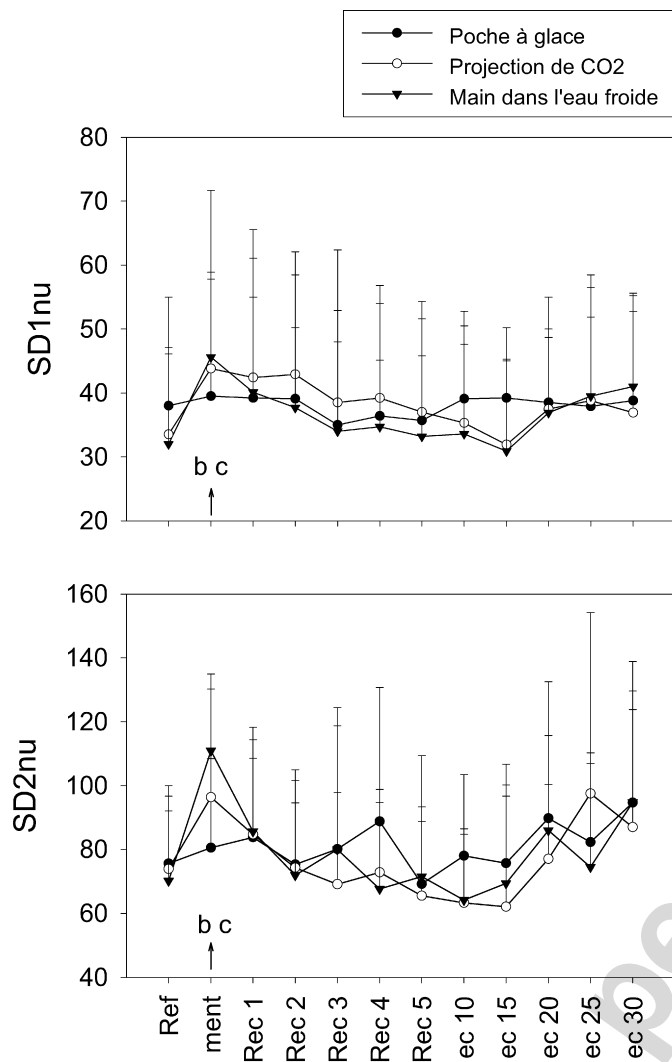 Poche à glace
Projection de CO2
Main dans l'eau froide
80
70
60
50
40
30
20
SD1nu
b c
160
140
120
100
80
60
40
SD2nu
b c
Ref
ment
Rec 1
Rec 2
Rec 3
Rec 4
Rec 5
ec 10
ec 15
ec 20
ec 25
ec 30
pe